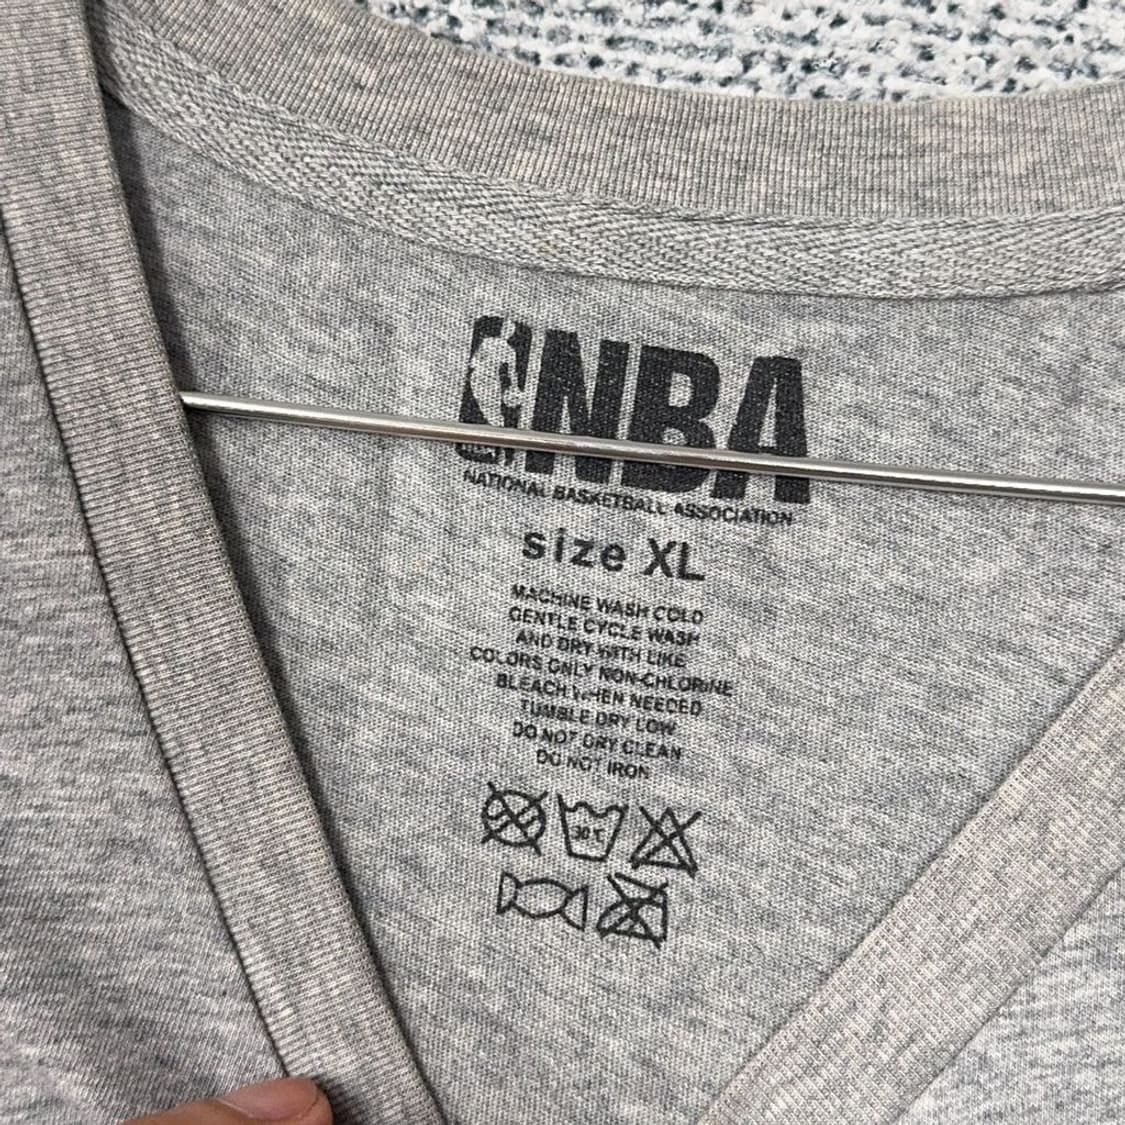 NBA
NATIONAL BASKETBALL ASSOCIATION
size XL
MACHINE WASH COLD
GENTLE CYCLE WASH
AND DRY WITH LIKE
COLORS ONLY NON-CHLORINE
BLEACH WHEN NEEDED
TUMBLE DRY LOW
DO NOT DRY CLEAN
DO NOT IRON
30℃